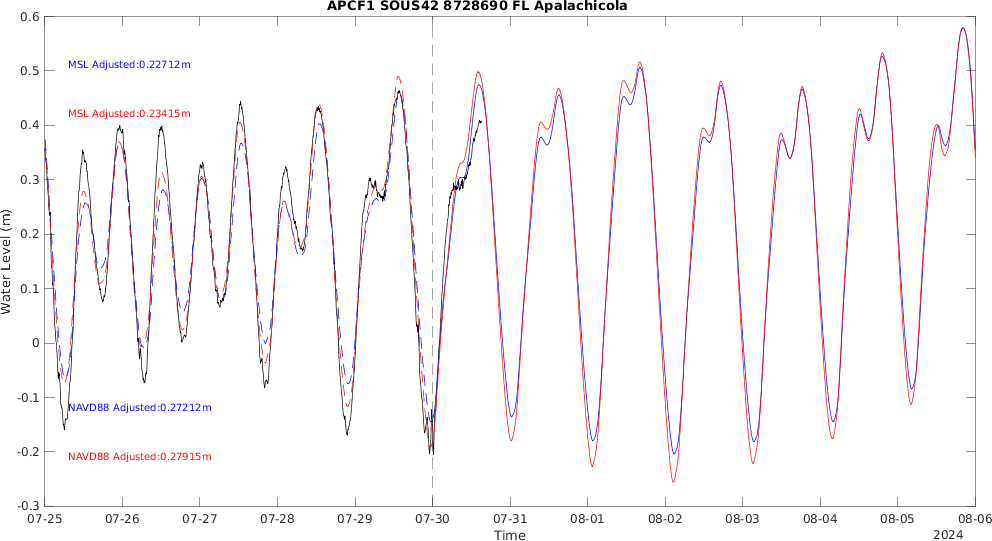 APCF1 SOUS42 8728690 FL Apalachicola
0.6
0.5
0.4
0.3
0.2
0.1
0
-0.1
-0.2
-0.3
Water Level (m)
MSL Adjusted:0.22712m
MSL Adjusted:0.23415m
NAVD88 Adjusted:0.27212m
NAVD88 Adjusted:0.27915m
07-25 07-26 07-27 07-28 07-29 07-30 07-31 08-01 08-02 08-03 08-04 08-05 08-06
Time
2024